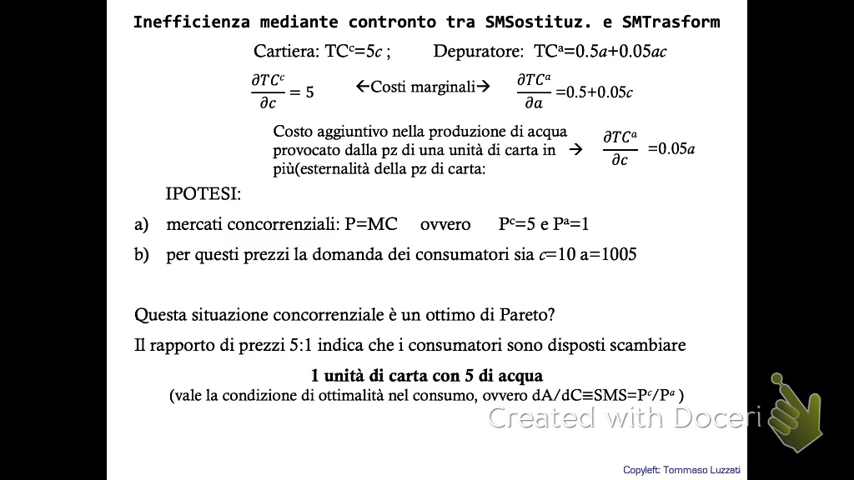 Inefficienza mediante contronto tra SMSostituz. e SMTrasform
Cartiera: TCᶜ=5c ; Depuratore: TCᵃ=0.5a+0.05ac
∂TCᶜ/∂c = 5 ←Costi marginali→ ∂TCᵃ/∂a =0.5+0.05c
Costo aggiuntivo nella produzione di acqua
provocato dalla pz di una unità di carta in → ∂TCᵃ/∂c =0.05a
più(esternalità della pz di carta:
IPOTESI:
a) mercati concorrenziali: P=MC ovvero Pᶜ=5 e Pᵃ=1
b) per questi prezzi la domanda dei consumatori sia c=10 a=1005
Questa situazione concorrenziale è un ottimo di Pareto?
Il rapporto di prezzi 5:1 indica che i consumatori sono disposti scambiare
1 unità di carta con 5 di acqua
(vale la condizione di ottimalità nel consumo, ovvero dA/dC≡SMS=Pᶜ/Pᵃ )
Created with Doceri
Copyleft: Tommaso Luzzati